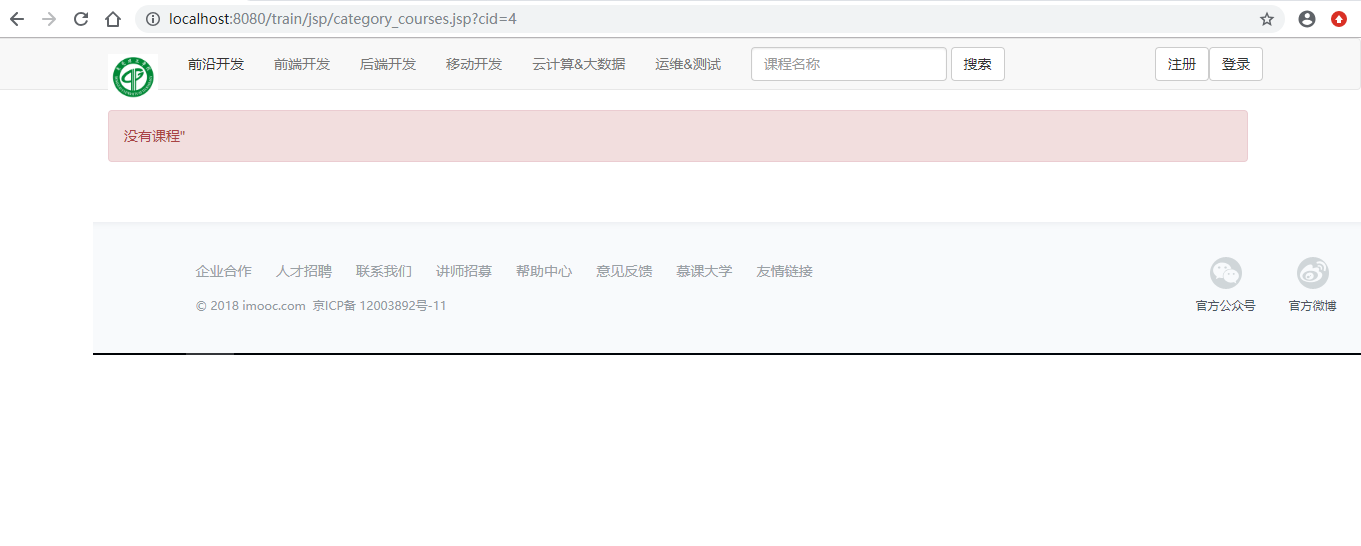 localhost:8080/train/jsp/category_courses.jsp?cid=4
前沿开发 前端开发 后端开发 移动开发 云计算&大数据 运维&测试 课程名称 搜索 注册 登录
没有课程"
企业合作 人才招聘 联系我们 讲师招募 帮助中心 意见反馈 慕课大学 友情链接
© 2018 imooc.com 京ICP备 12003892号-11
官方公众号 官方微博